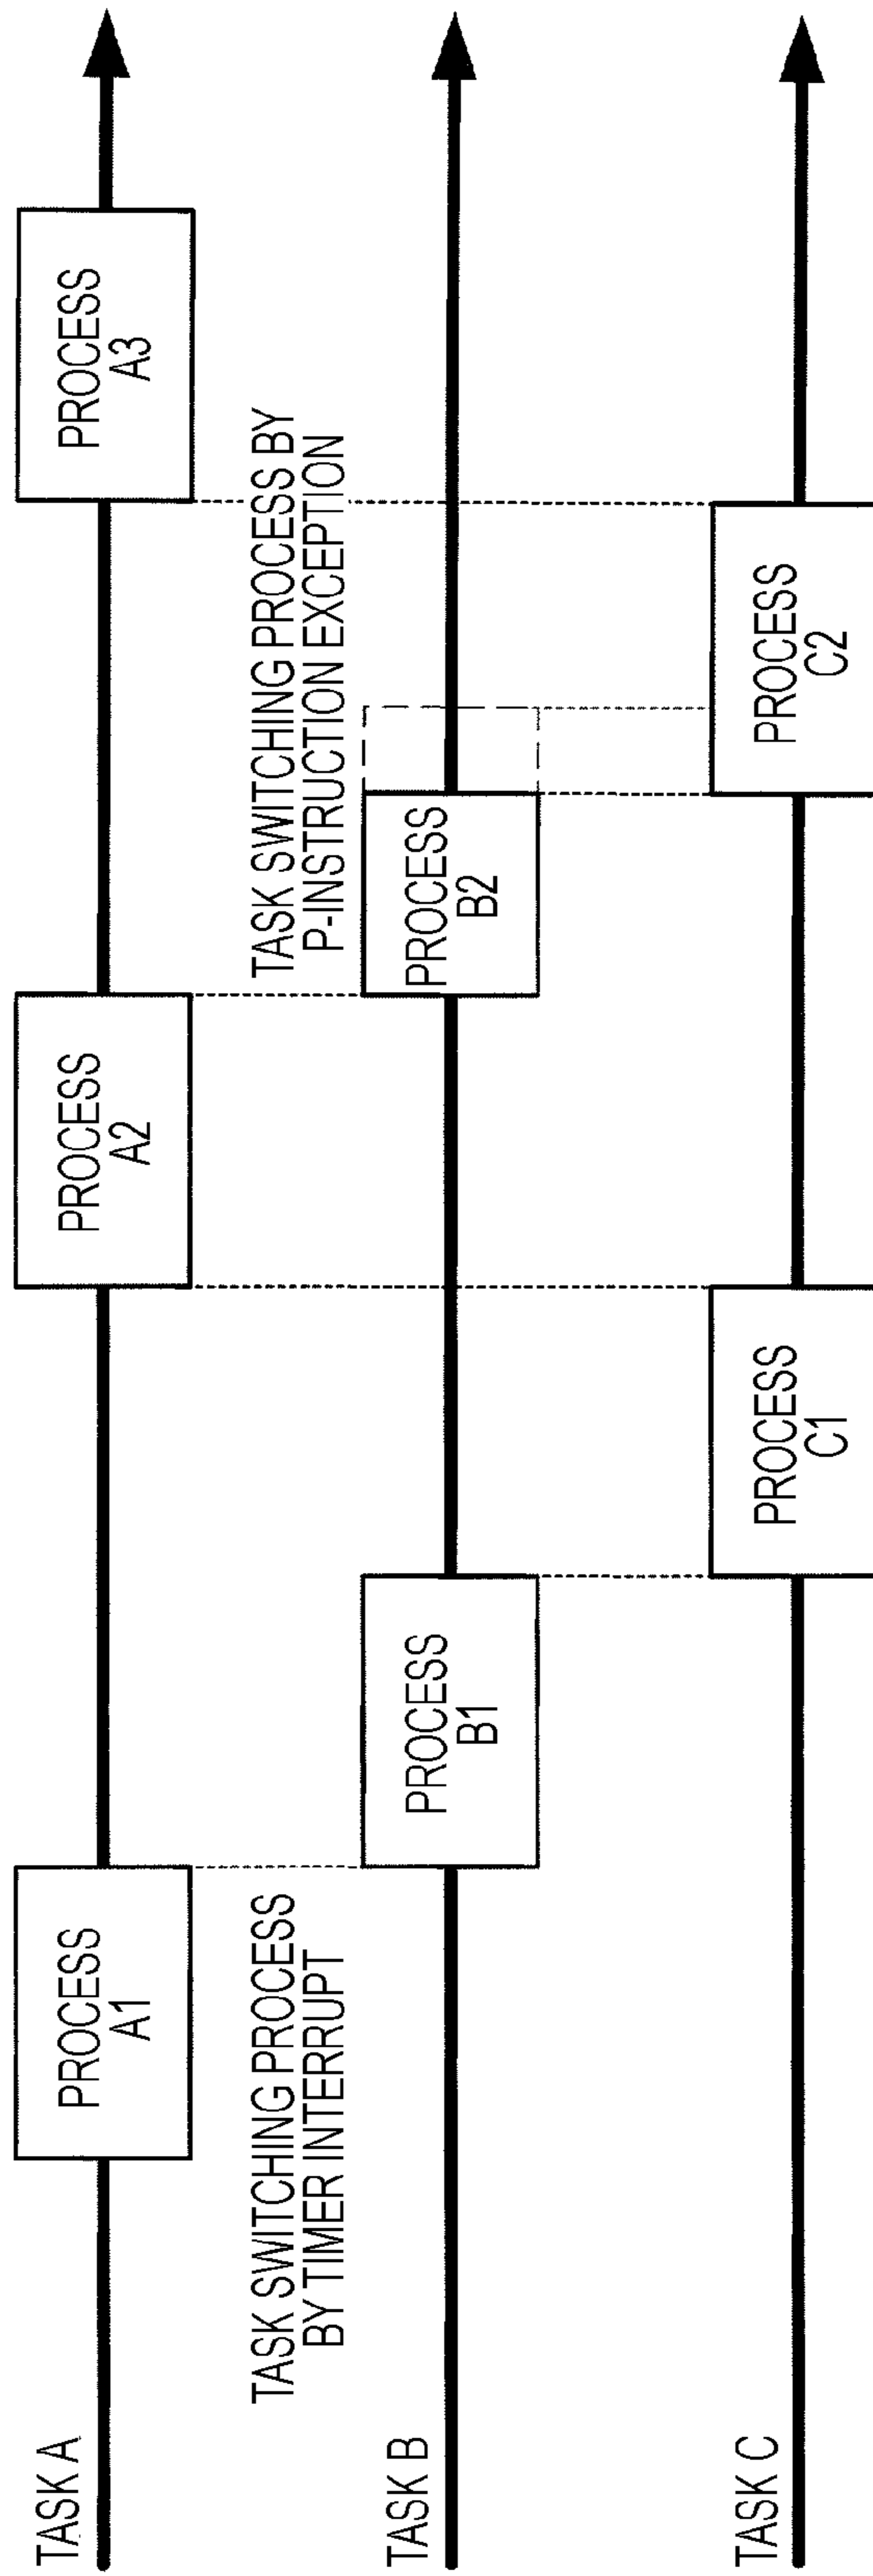 TASK A
PROCESS
A1
PROCESS
A2
PROCESS
A3
TASK SWITCHING PROCESS
BY TIMER INTERRUPT
TASK SWITCHING PROCESS BY
P-INSTRUCTION EXCEPTION
TASK B
PROCESS
B1
PROCESS
B2
TASK C
PROCESS
C1
PROCESS
C2